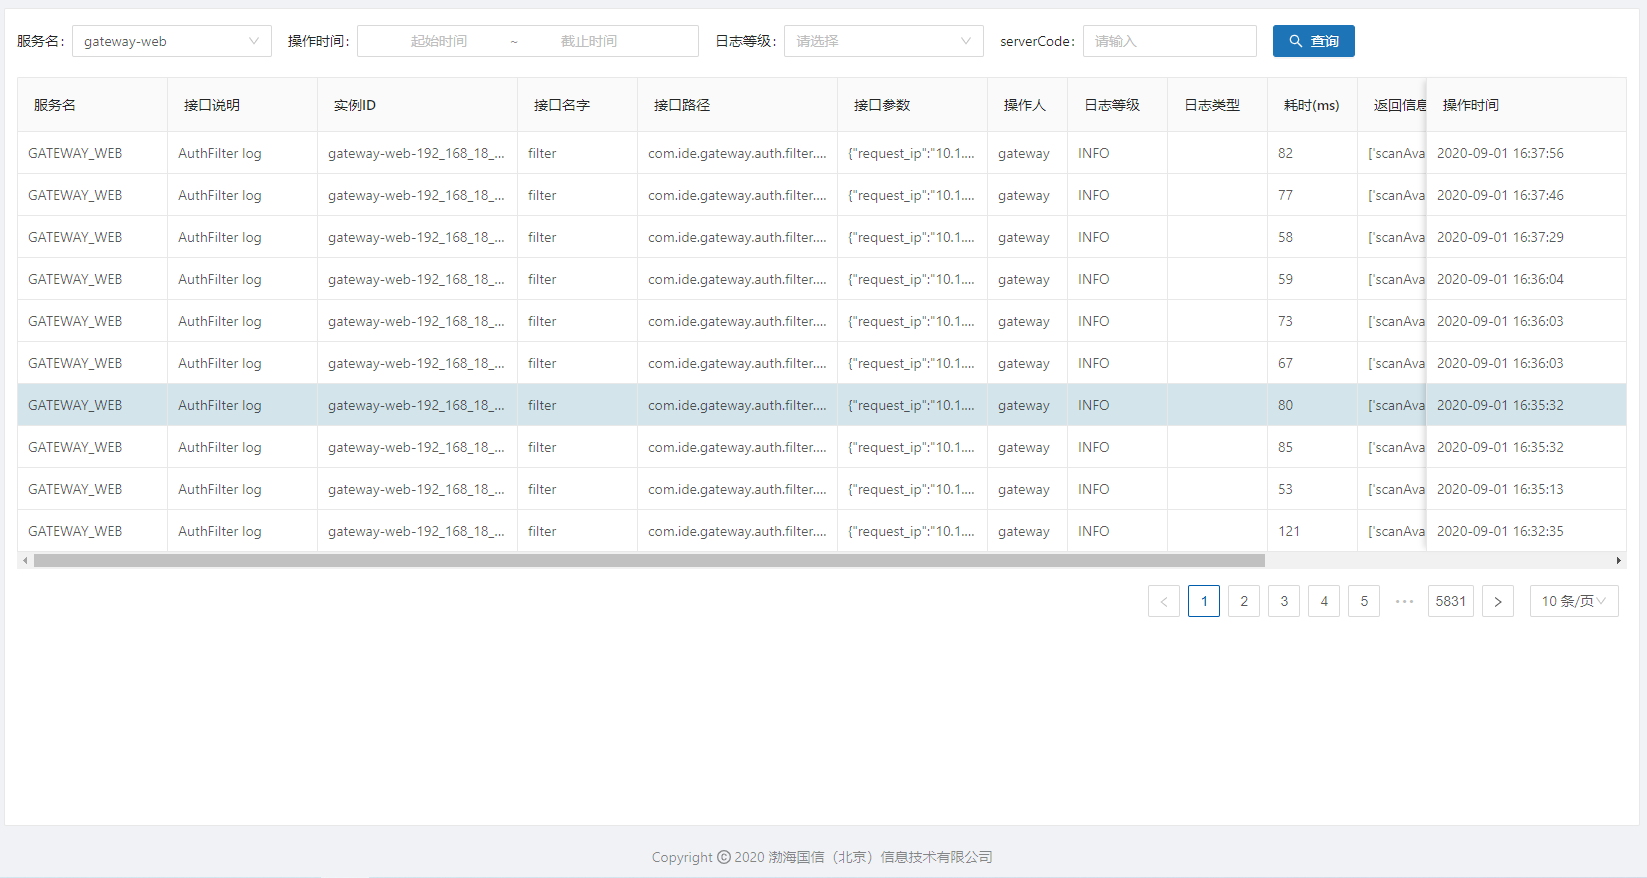 服务名： gateway-web 操作时间： 起始时间 ~ 截止时间 日志等级： 请选择 serverCode： 请输入 查询
服务名 接口说明 实例ID 接口名字 接口路径 接口参数 操作人 日志等级 日志类型 耗时(ms) 返回信息 操作时间
GATEWAY_WEB AuthFilter log gateway-web-192_168_18_... filter com.ide.gateway.auth.filter.... {"request_ip":"10.1.... gateway INFO 82 ['scanAva 2020-09-01 16:37:56
GATEWAY_WEB AuthFilter log gateway-web-192_168_18_... filter com.ide.gateway.auth.filter.... {"request_ip":"10.1.... gateway INFO 77 ['scanAva 2020-09-01 16:37:46
GATEWAY_WEB AuthFilter log gateway-web-192_168_18_... filter com.ide.gateway.auth.filter.... {"request_ip":"10.1.... gateway INFO 58 ['scanAva 2020-09-01 16:37:29
GATEWAY_WEB AuthFilter log gateway-web-192_168_18_... filter com.ide.gateway.auth.filter.... {"request_ip":"10.1.... gateway INFO 59 ['scanAva 2020-09-01 16:36:04
GATEWAY_WEB AuthFilter log gateway-web-192_168_18_... filter com.ide.gateway.auth.filter.... {"request_ip":"10.1.... gateway INFO 73 ['scanAva 2020-09-01 16:36:03
GATEWAY_WEB AuthFilter log gateway-web-192_168_18_... filter com.ide.gateway.auth.filter.... {"request_ip":"10.1.... gateway INFO 67 ['scanAva 2020-09-01 16:36:03
GATEWAY_WEB AuthFilter log gateway-web-192_168_18_... filter com.ide.gateway.auth.filter.... {"request_ip":"10.1.... gateway INFO 80 ['scanAva 2020-09-01 16:35:32
GATEWAY_WEB AuthFilter log gateway-web-192_168_18_... filter com.ide.gateway.auth.filter.... {"request_ip":"10.1.... gateway INFO 85 ['scanAva 2020-09-01 16:35:32
GATEWAY_WEB AuthFilter log gateway-web-192_168_18_... filter com.ide.gateway.auth.filter.... {"request_ip":"10.1.... gateway INFO 53 ['scanAva 2020-09-01 16:35:13
GATEWAY_WEB AuthFilter log gateway-web-192_168_18_... filter com.ide.gateway.auth.filter.... {"request_ip":"10.1.... gateway INFO 121 ['scanAva 2020-09-01 16:32:35
< 1 2 3 4 5 ••• 5831 > 10 条/页
Copyright © 2020 渤海国信（北京）信息技术有限公司